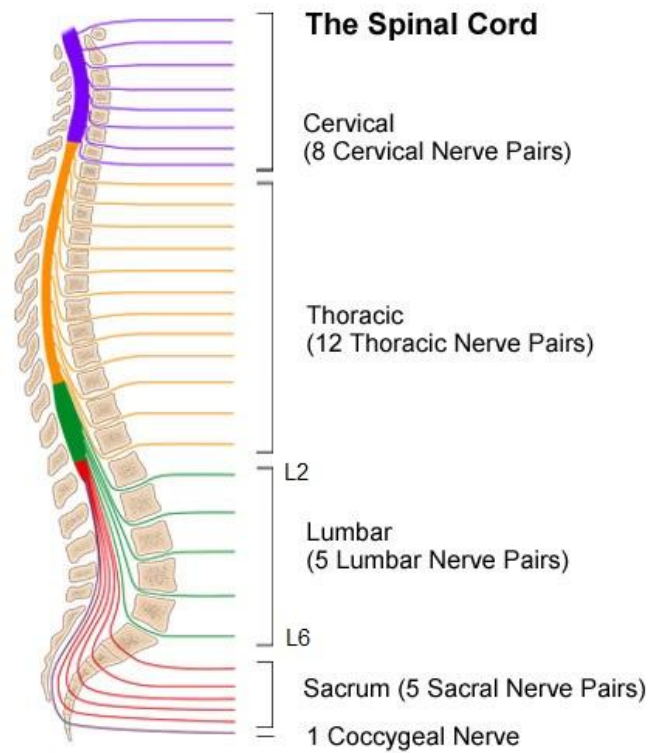 The Spinal Cord
Cervical
(8 Cervical Nerve Pairs)
Thoracic
(12 Thoracic Nerve Pairs)
L2
Lumbar
(5 Lumbar Nerve Pairs)
L6
Sacrum (5 Sacral Nerve Pairs)
1 Coccygeal Nerve